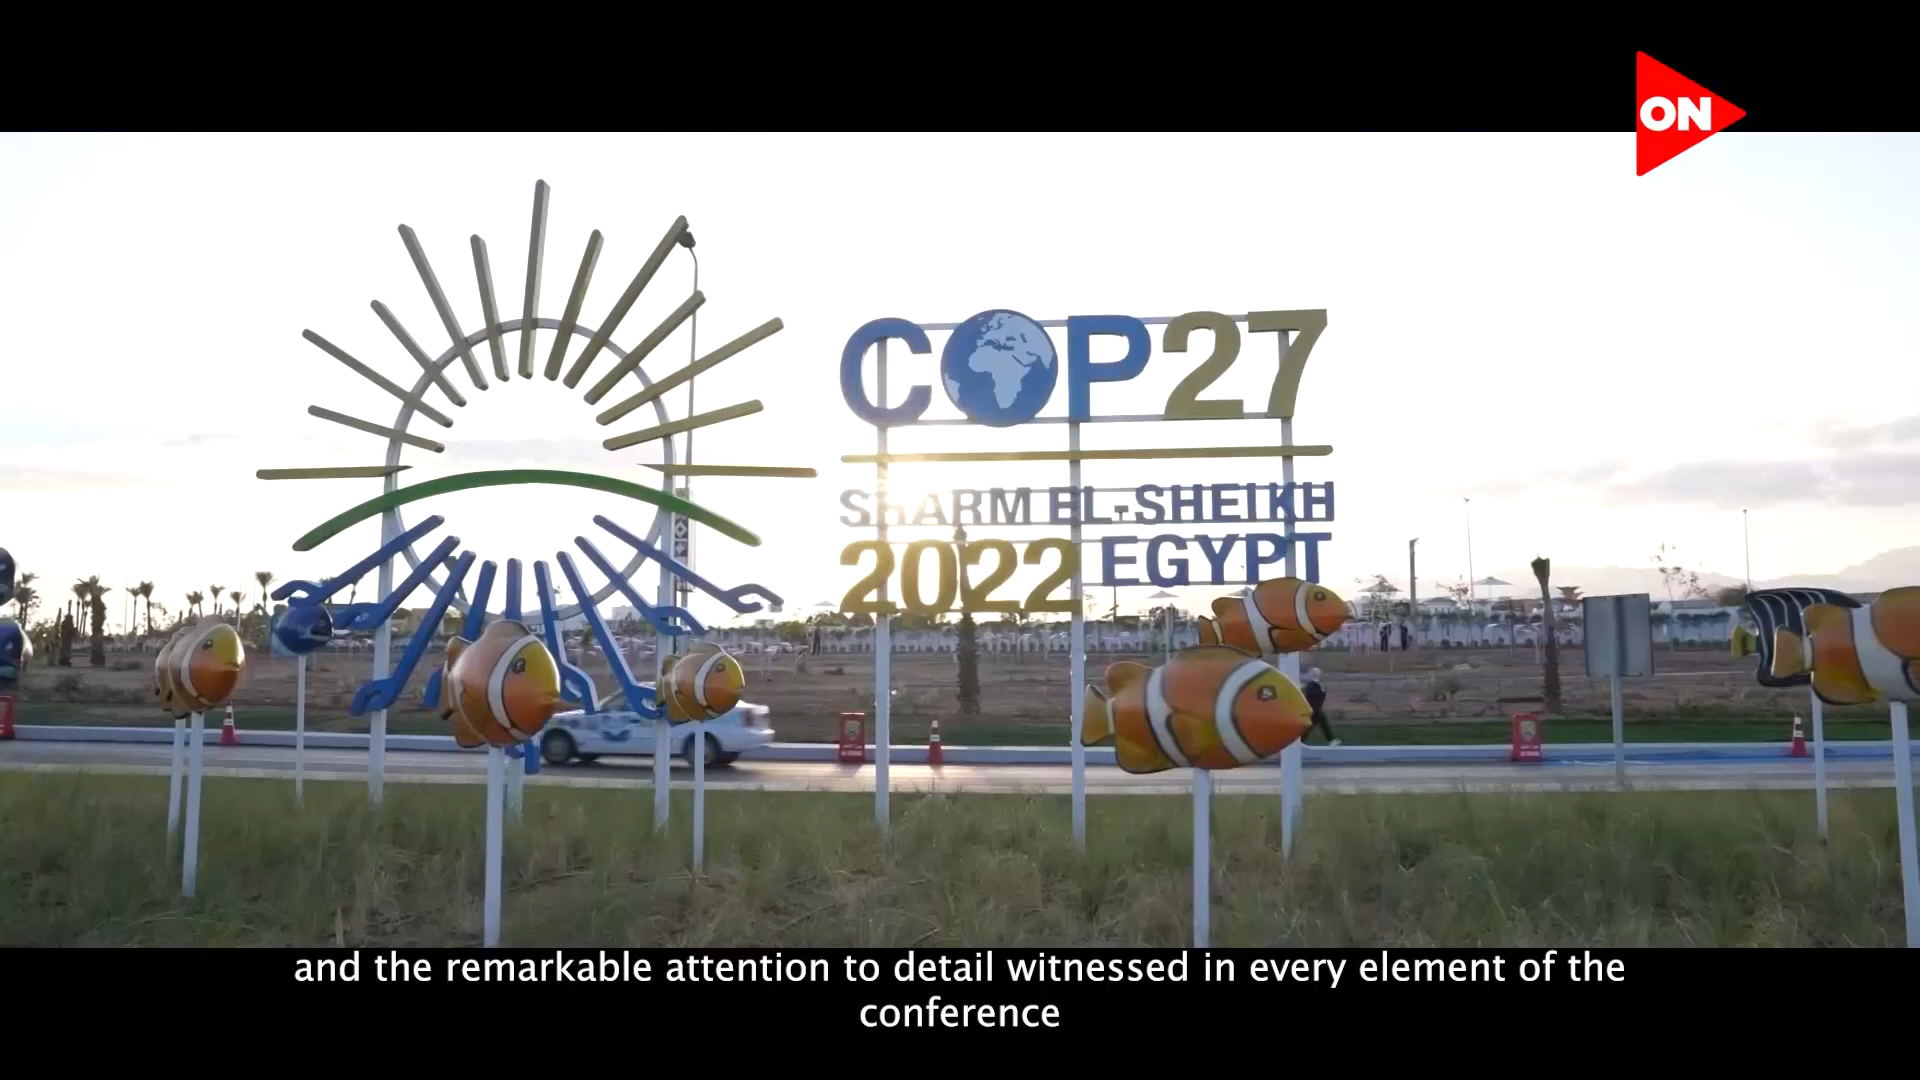 ON
COP27
SHARM EL-SHEIKH
2022 EGYPT
and the remarkable attention to detail witnessed in every element of the
conference